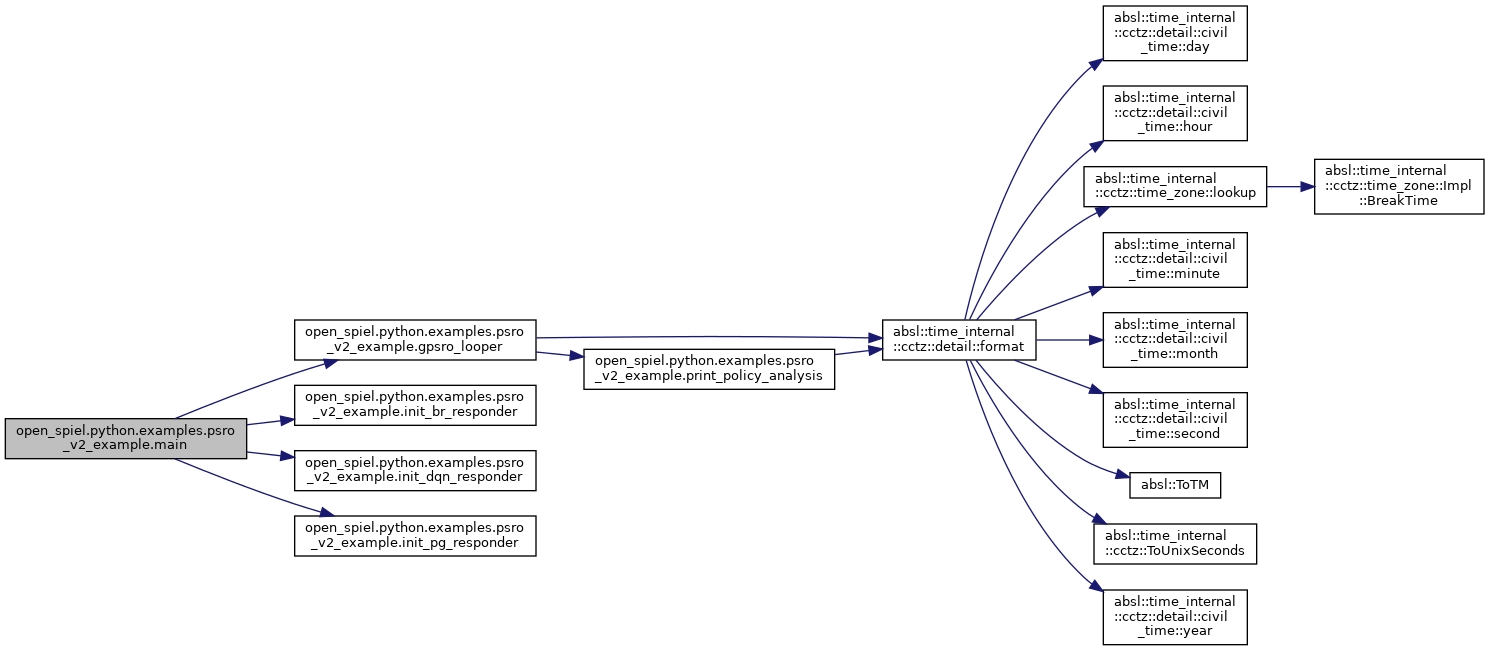 open_spiel.python.examples.psro
_v2_example.main
open_spiel.python.examples.psro
_v2_example.gpsro_looper
open_spiel.python.examples.psro
_v2_example.init_br_responder
open_spiel.python.examples.psro
_v2_example.init_dqn_responder
open_spiel.python.examples.psro
_v2_example.init_pg_responder
open_spiel.python.examples.psro
_v2_example.print_policy_analysis
absl::time_internal
::cctz::detail::format
absl::time_internal
::cctz::detail::civil
_time::day
absl::time_internal
::cctz::detail::civil
_time::hour
absl::time_internal
::cctz::time_zone::lookup
absl::time_internal
::cctz::detail::civil
_time::minute
absl::time_internal
::cctz::detail::civil
_time::month
absl::time_internal
::cctz::detail::civil
_time::second
absl::ToTM
absl::time_internal
::cctz::ToUnixSeconds
absl::time_internal
::cctz::detail::civil
_time::year
absl::time_internal
::cctz::time_zone::Impl
::BreakTime